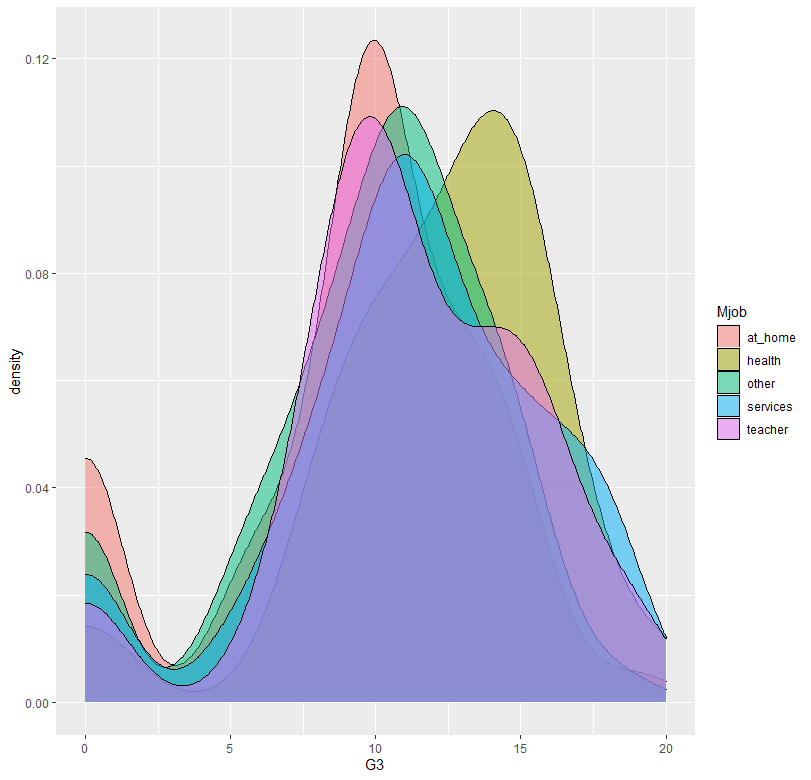 0.12
0.08
0.04
0.00
density
0
5
10
15
20
G3
Mjob
at_home
health
other
services
teacher